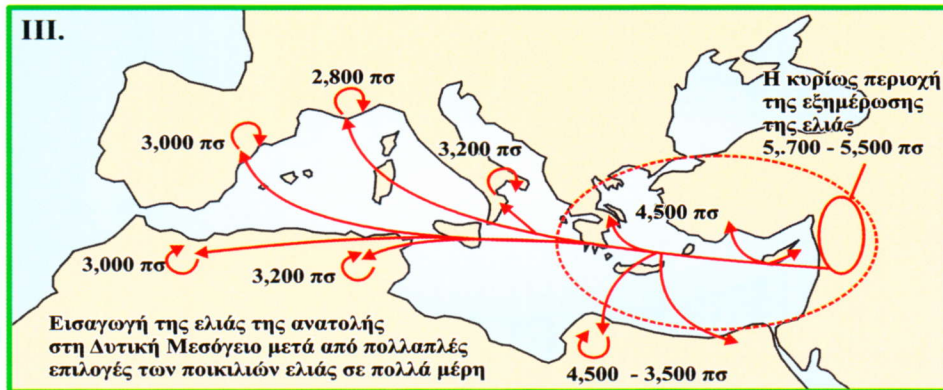 III.
2,800 πσ
Η κυρίως περιοχή
της εξημέρωσης
της ελιάς
5,.700 - 5,500 πσ
3,000 πσ
3,200 πσ
4,500 πσ
3,000 πσ
3,200 πσ
Εισαγωγή της ελιάς της ανατολής
στη Δυτική Μεσόγειο μετά από πολλαπλές
επιλογές των ποικιλιών ελιάς σε πολλά μέρη
4,500 - 3,500 πσ